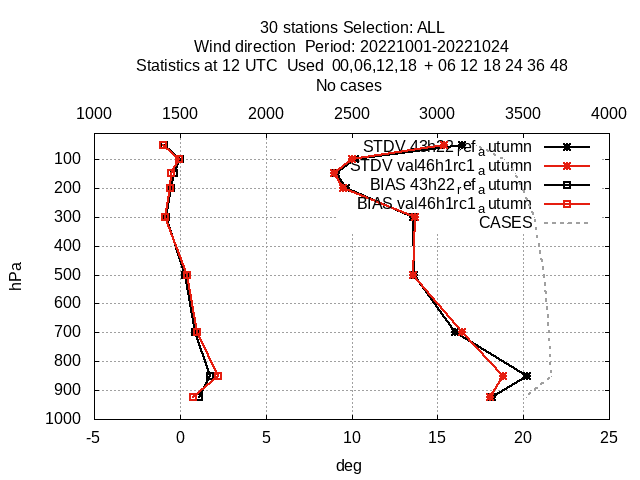 30 stations Selection: ALL
Wind direction  Period: 20221001-20221024
Statistics at 12 UTC  Used  00,06,12,18  + 06 12 18 24 36 48
No cases
1000 1500 2000 2500 3000 3500 4000
STDV 43h22_ref_autumn
STDV val46h1rc1_autumn
BIAS 43h22_ref_autumn
BIAS val46h1rc1_autumn
CASES
100
200
300
400
500
600
700
800
900
1000
hPa
-5 0 5 10 15 20 25
deg